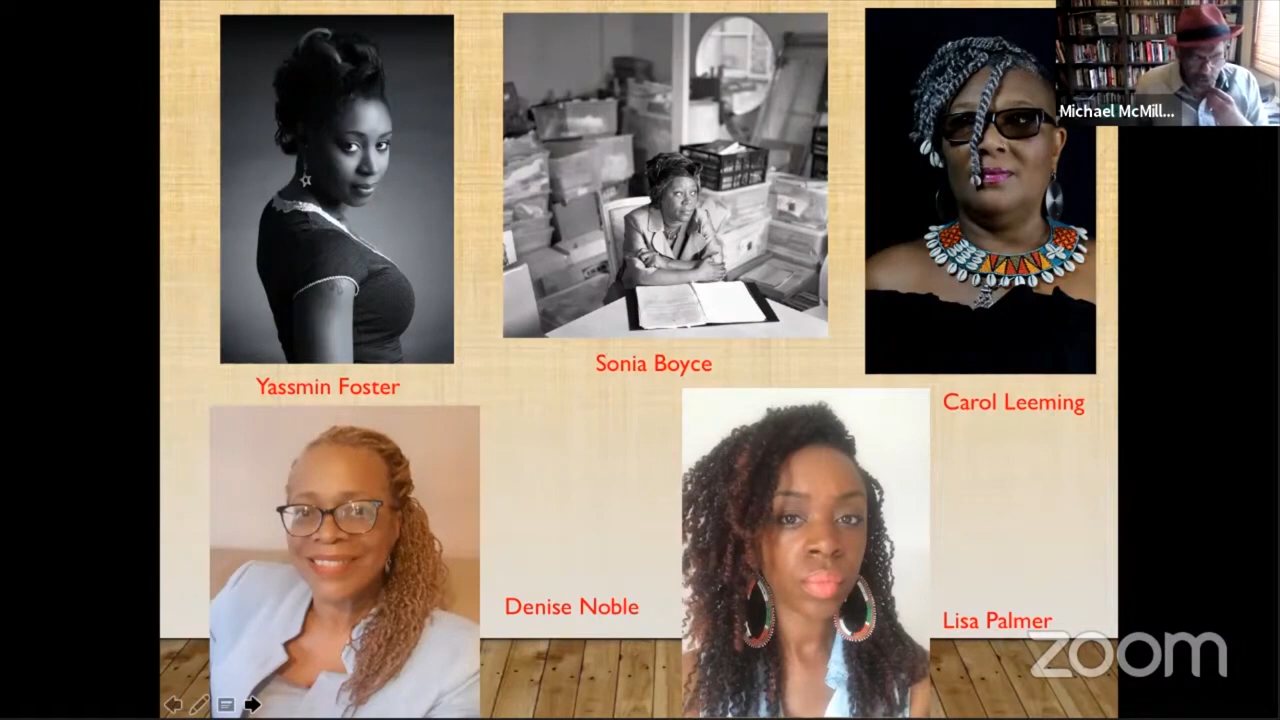 Michael McMill...
Sonia Boyce
Yassmin Foster
Carol Leeming
Denise Noble
Lisa Palmer
zoom